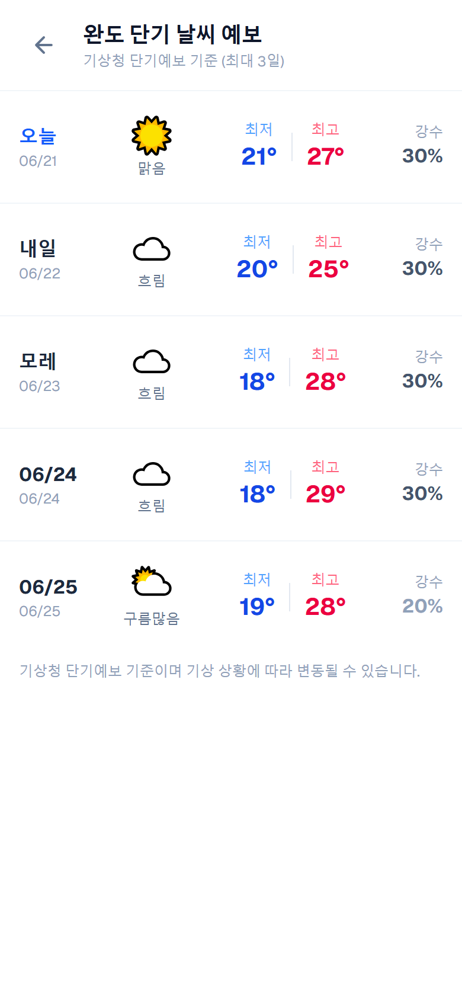 완도 단기 날씨 예보
기상청 단기예보 기준 (최대 3일)
오늘
06/21
맑음
최저
21°
최고
27°
강수
30%
내일
06/22
흐림
최저
20°
최고
25°
강수
30%
모레
06/23
흐림
최저
18°
최고
28°
강수
30%
06/24
06/24
흐림
최저
18°
최고
29°
강수
30%
06/25
06/25
구름많음
최저
19°
최고
28°
강수
20%
기상청 단기예보 기준이며 기상 상황에 따라 변동될 수 있습니다.